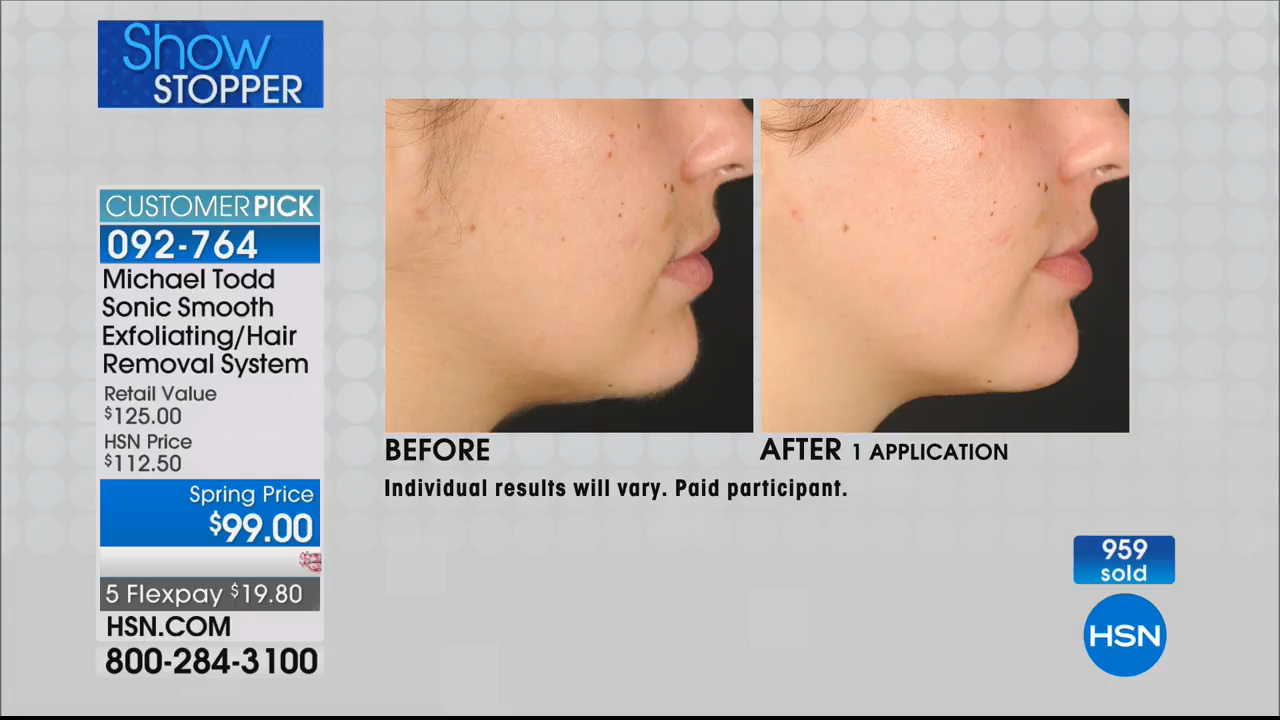 Show
STOPPER
CUSTOMERPICK
092-764
Michael Todd
Sonic Smooth
Exfoliating/Hair
Removal System
Retail Value
$125.00
HSN Price
$112.50
Spring Price
$99.00
5 Flexpay $19.80
HSN.COM
800-284-3100
BEFORE
AFTER 1 APPLICATION
Individual results will vary. Paid participant.
959
sold
HSN